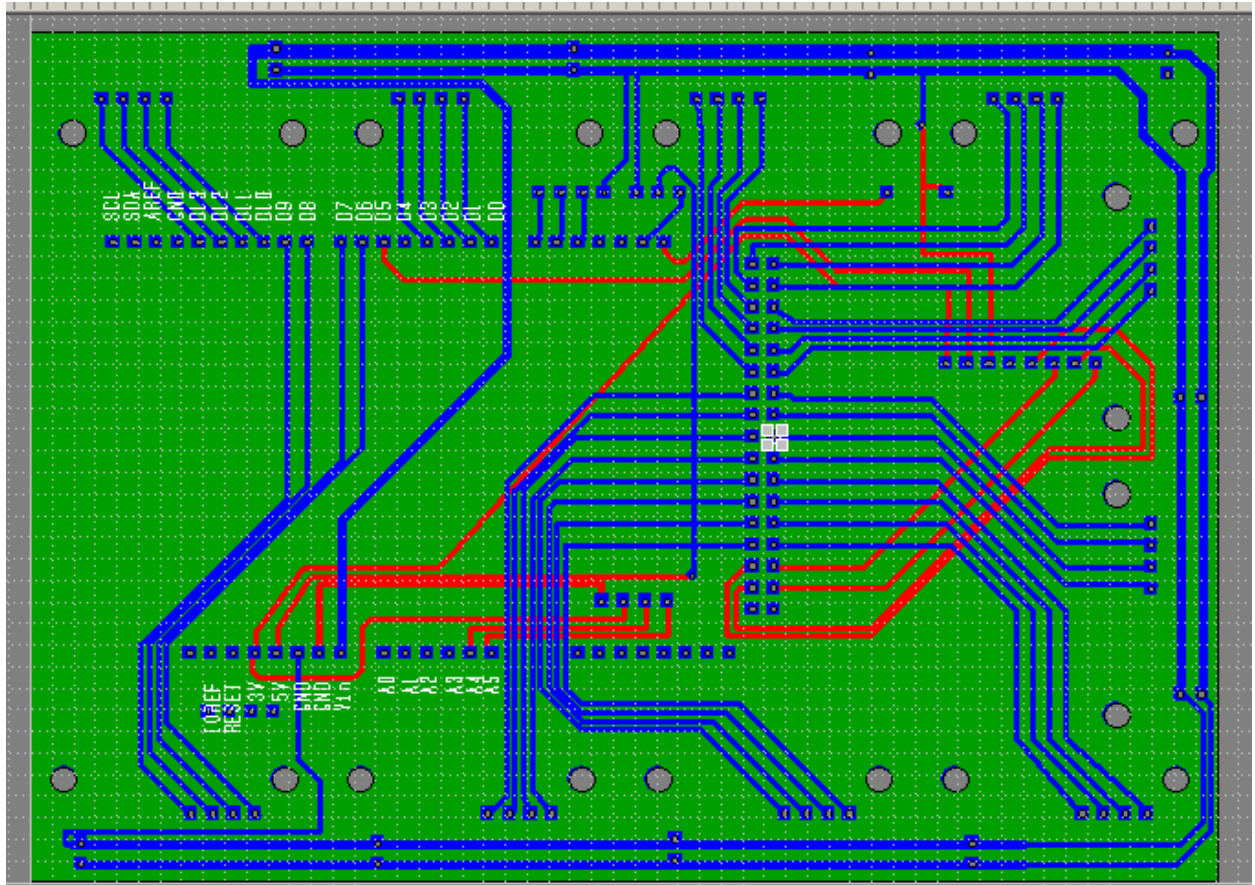 SCL
SDA
AREF
GND
D13
D12
D11
D10
D9
D8
D7
D6
D5
D4
D3
D2
D1
D0
IOREF
RESET
3V
5V
GND
GND
Vin
A0
A1
A2
A3
A4
A5